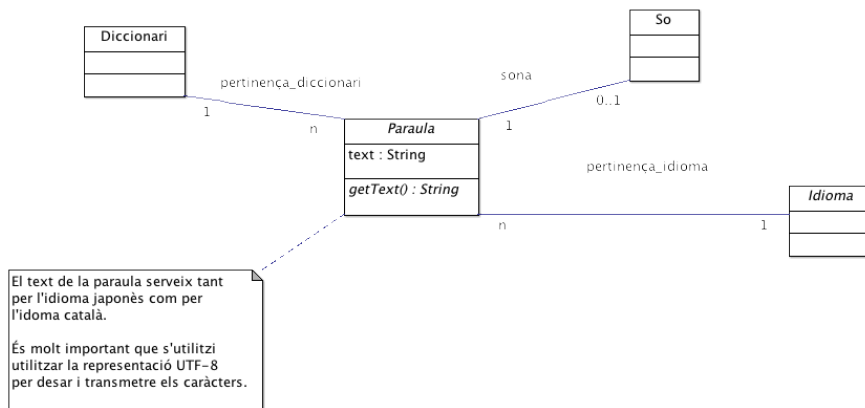 Diccionari
So
pertinença_diccionari
sona
1
n
1
0..1
Paraula
text : String
getText() : String
pertinença_idioma
Idioma
n
1
El text de la paraula serveix tant
per l'idioma japonès com per
l'idoma català.
És molt important que s'utilitzi
utilitzar la representació UTF-8
per desar i transmetre els caràcters.